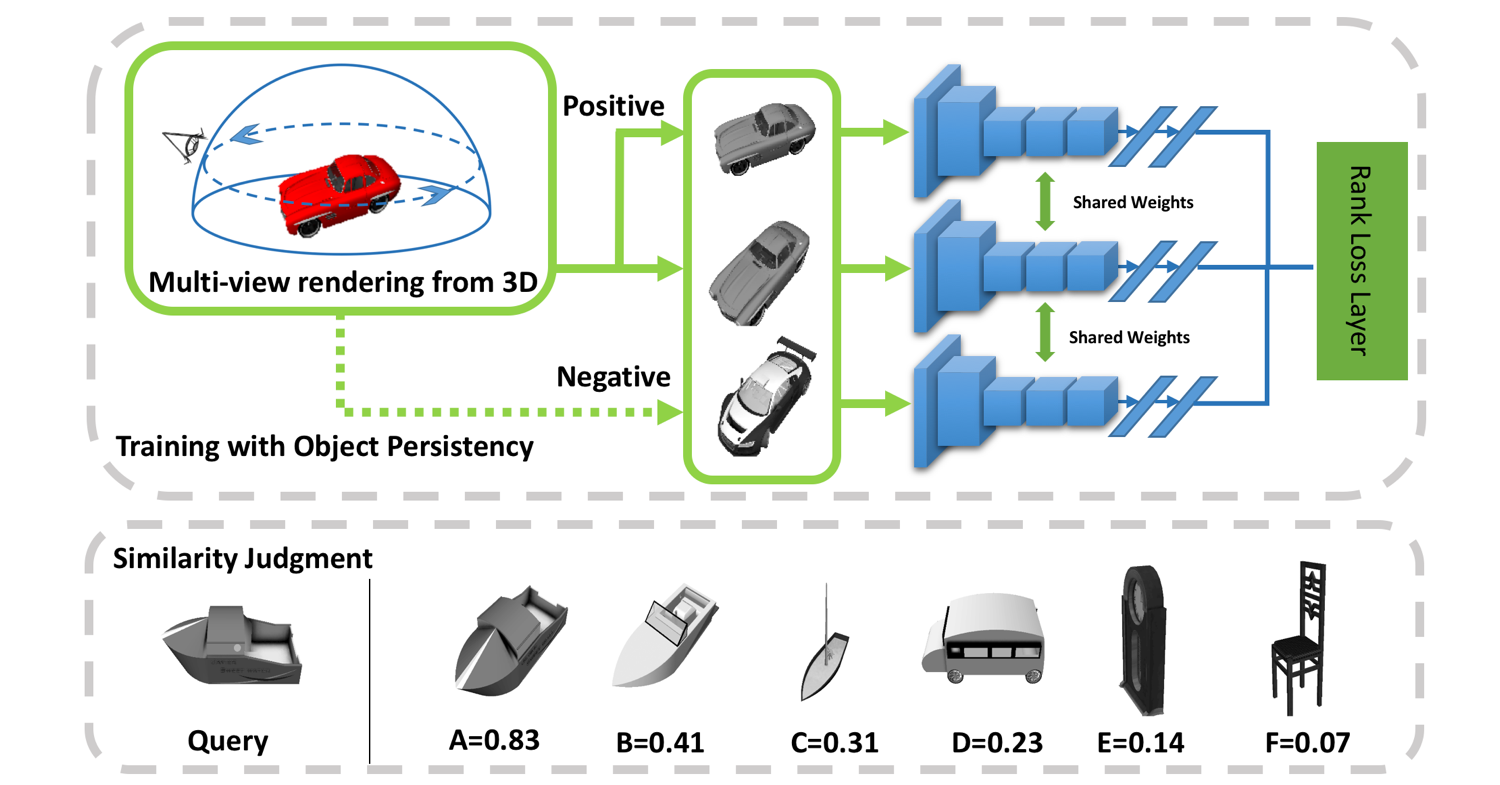 Positive
Multi-view rendering from 3D
Negative
Training with Object Persistency
Shared Weights
Shared Weights
Rank Loss Layer
Similarity Judgment
Query
A=0.83
B=0.41
C=0.31
D=0.23
E=0.14
F=0.07